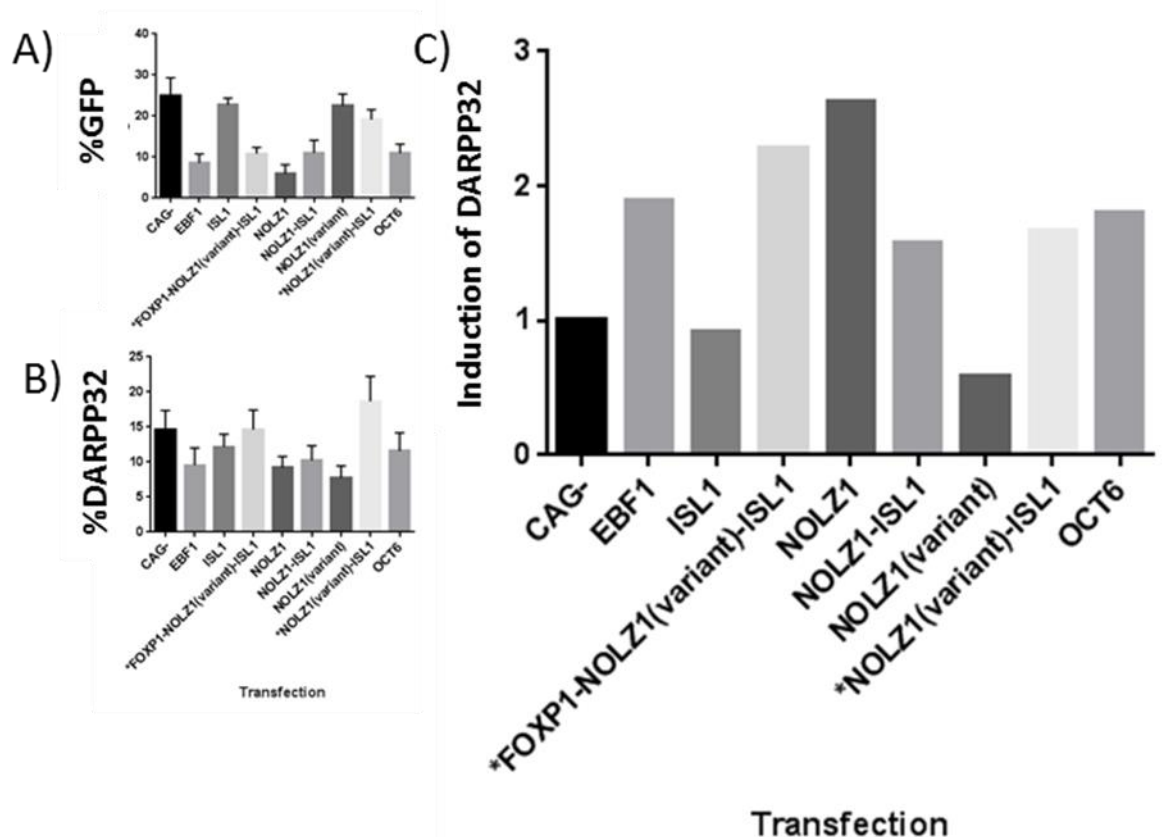 A)
%GFP
40
30
20
10
0
CAG-
EBF1
ISL1
*FOXP1-NOLZ1(variant)-ISL1
NOLZ1
NOLZ1-ISL1
NOLZ1(variant)
*NOLZ1(variant)-ISL1
OCT6
B)
%DARPP32
25
20
15
10
5
0
CAG-
EBF1
ISL1
*FOXP1-NOLZ1(variant)-ISL1
NOLZ1
NOLZ1-ISL1
NOLZ1(variant)
*NOLZ1(variant)-ISL1
OCT6
Transfection
C)
Induction of DARPP32
3
2
1
0
CAG-
EBF1
ISL1
*FOXP1-NOLZ1(variant)-ISL1
NOLZ1
NOLZ1-ISL1
NOLZ1(variant)
*NOLZ1(variant)-ISL1
OCT6
Transfection